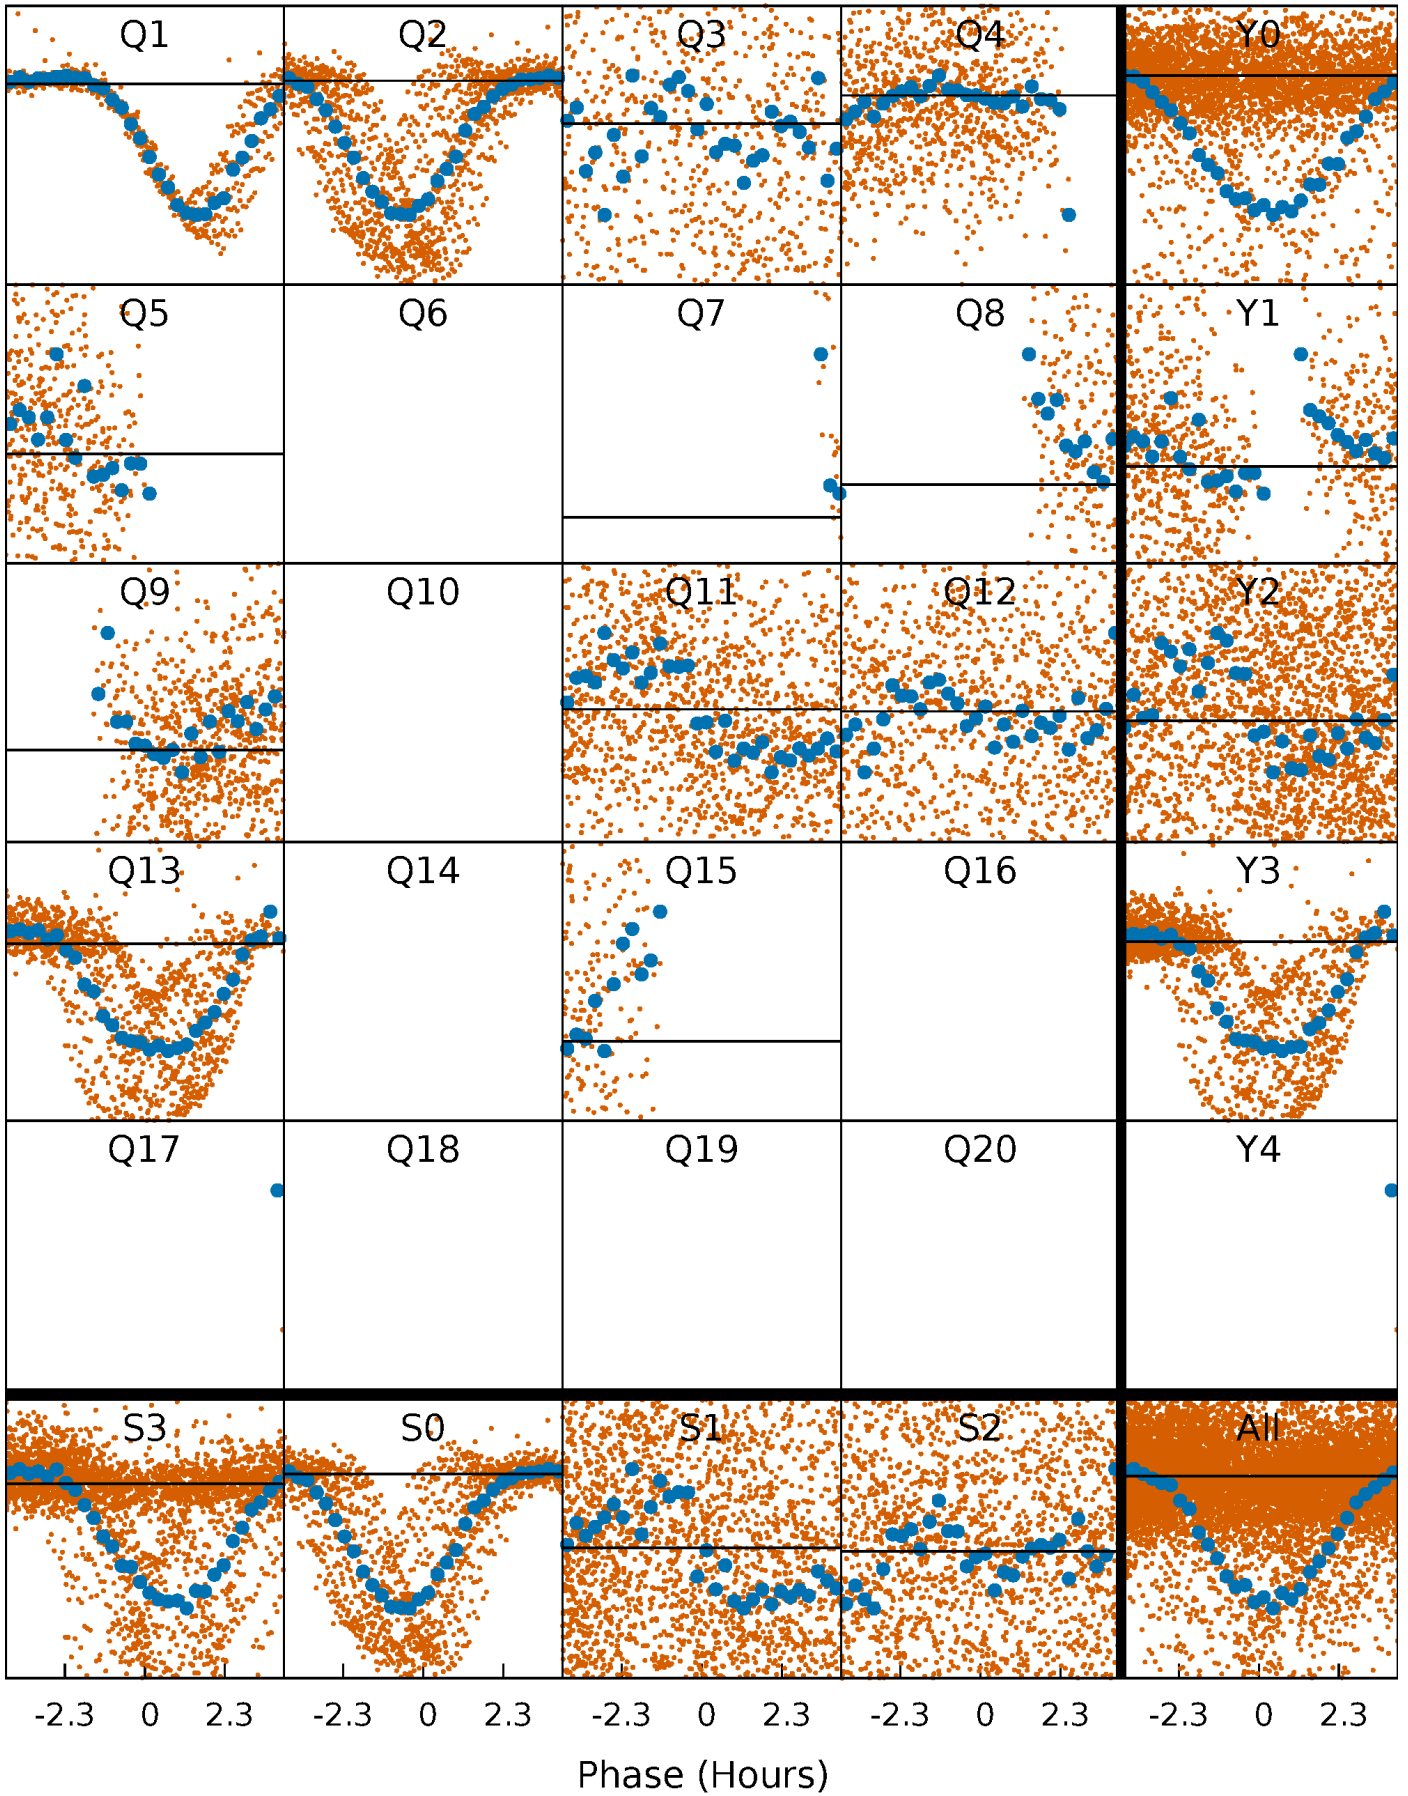 Q1 Q2 Q3 Q4 Y0
Q5 Q6 Q7 Q8 Y1
Q9 Q10 Q11 Q12 Y2
Q13 Q14 Q15 Q16 Y3
Q17 Q18 Q19 Q20 Y4
S3 S0 S1 S2 All
-2.3 0 2.3 -2.3 0 2.3 -2.3 0 2.3 -2.3 0 2.3 -2.3 0 2.3
Phase (Hours)